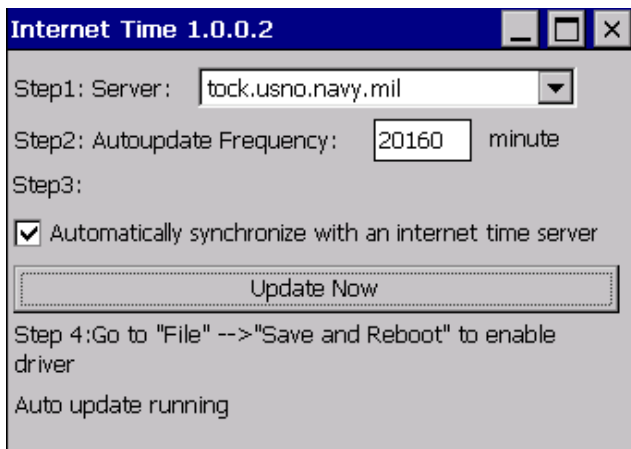 Internet Time 1.0.0.2
Step1: Server: tock.usno.navy.mil
Step2: Autoupdate Frequency: 20160 minute
Step3:
Automatically synchronize with an internet time server
Update Now
Step 4:Go to "File" -->"Save and Reboot" to enable
driver
Auto update running